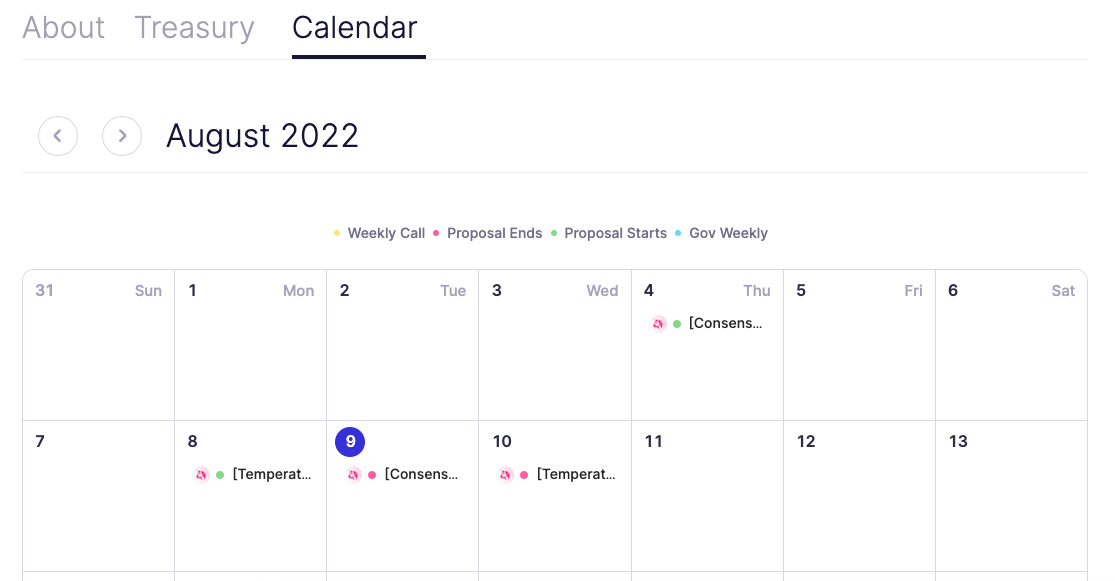 About Treasury Calendar
August 2022
Weekly Call Proposal Ends Proposal Starts Gov Weekly
31 Sun 1 Mon 2 Tue 3 Wed 4 Thu 5 Fri 6 Sat
[Consens...
7 8 9 10 11 12 13
[Temperat... [Consens... [Temperat...